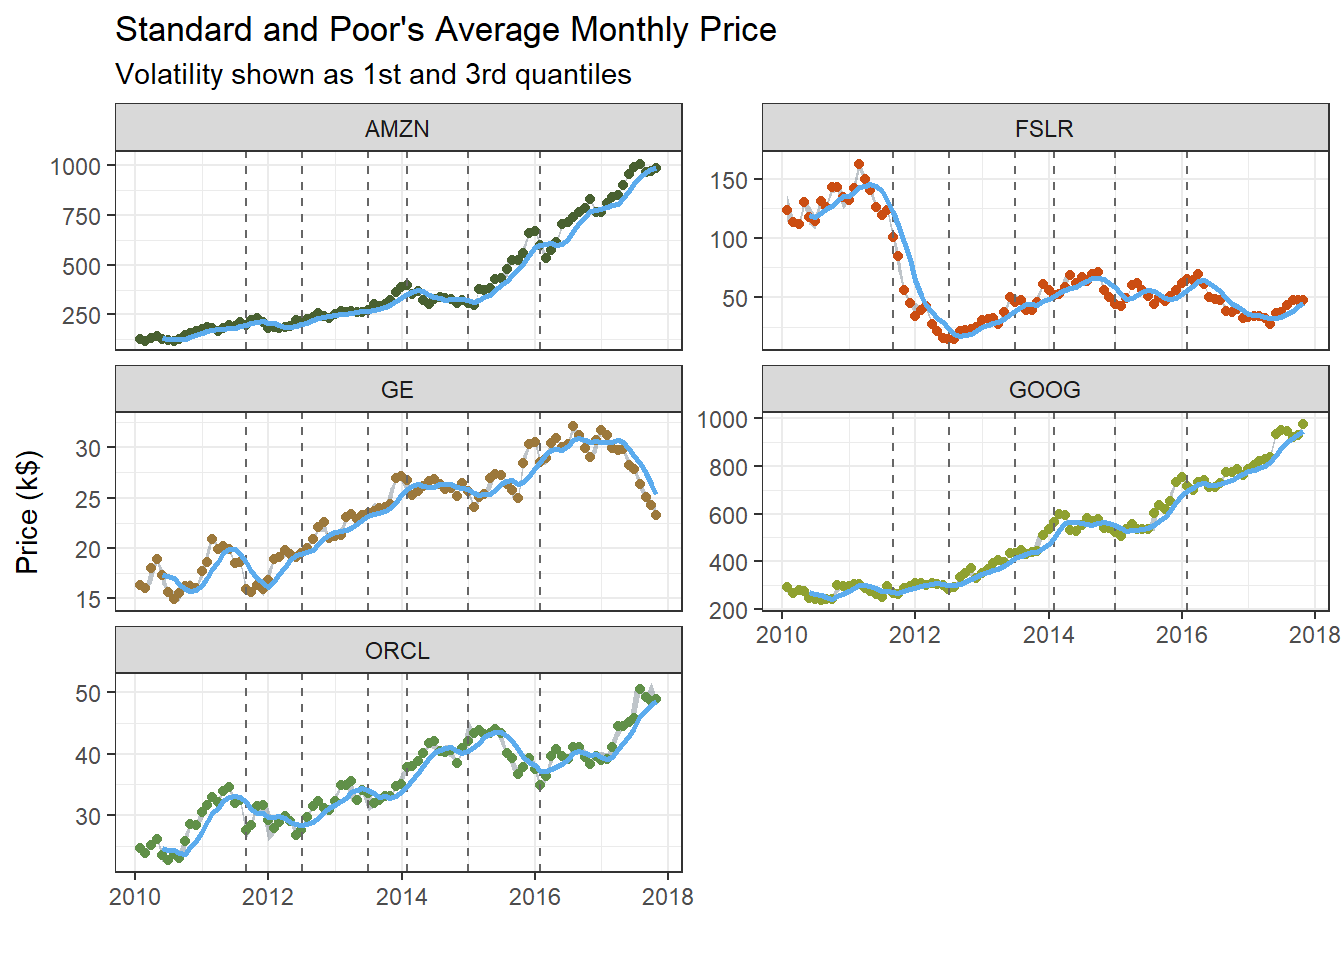 Standard and Poor's Average Monthly Price
Volatility shown as 1st and 3rd quantiles
AMZN
1000
750
500
250
FSLR
150
100
50
Price (k$)
GE
30
25
20
15
GOOG
1000
800
600
400
200
2010 2012 2014 2016 2018
ORCL
50
40
30
2010 2012 2014 2016 2018